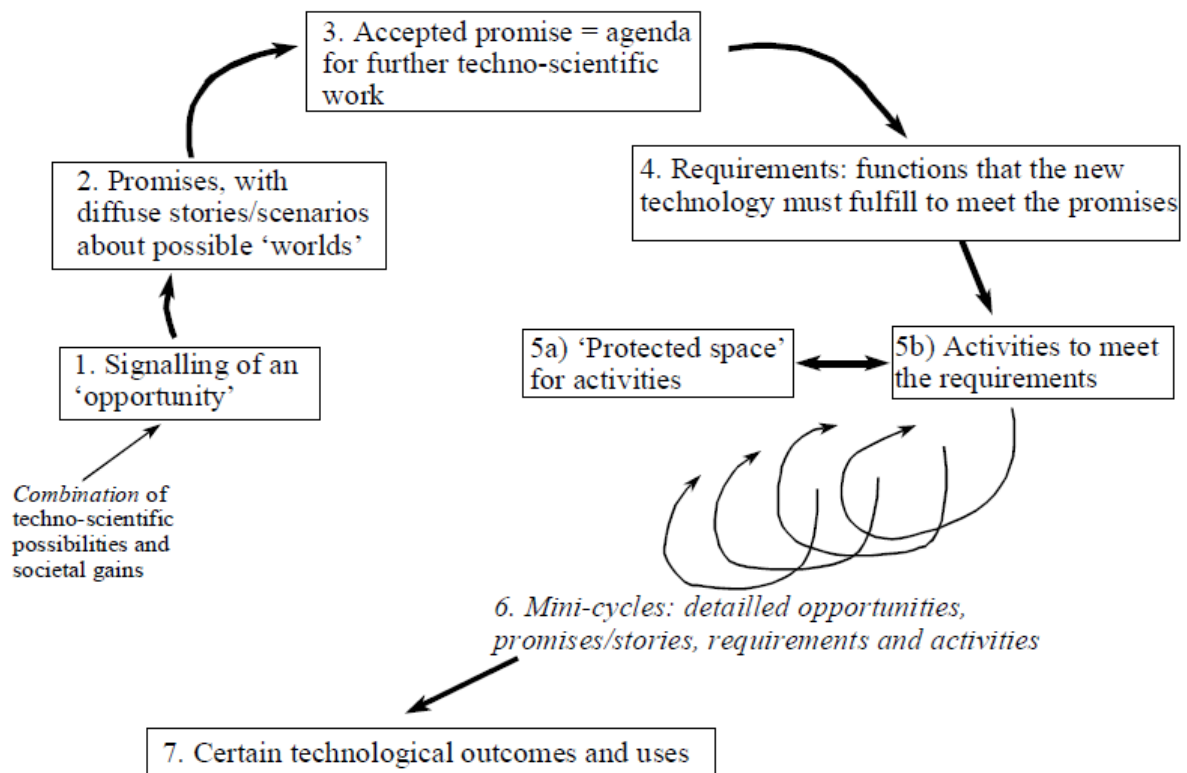 3. Accepted promise = agenda
for further techno-scientific
work
2. Promises, with
diffuse stories/scenarios
about possible ‘worlds’
4. Requirements: functions that the new
technology must fulfill to meet the promises
1. Signalling of an
‘opportunity’
5a) ‘Protected space’
for activities
5b) Activities to meet
the requirements
Combination of
techno-scientific
possibilities and
societal gains
6. Mini-cycles: detailled opportunities,
promises/stories, requirements and activities
7. Certain technological outcomes and uses